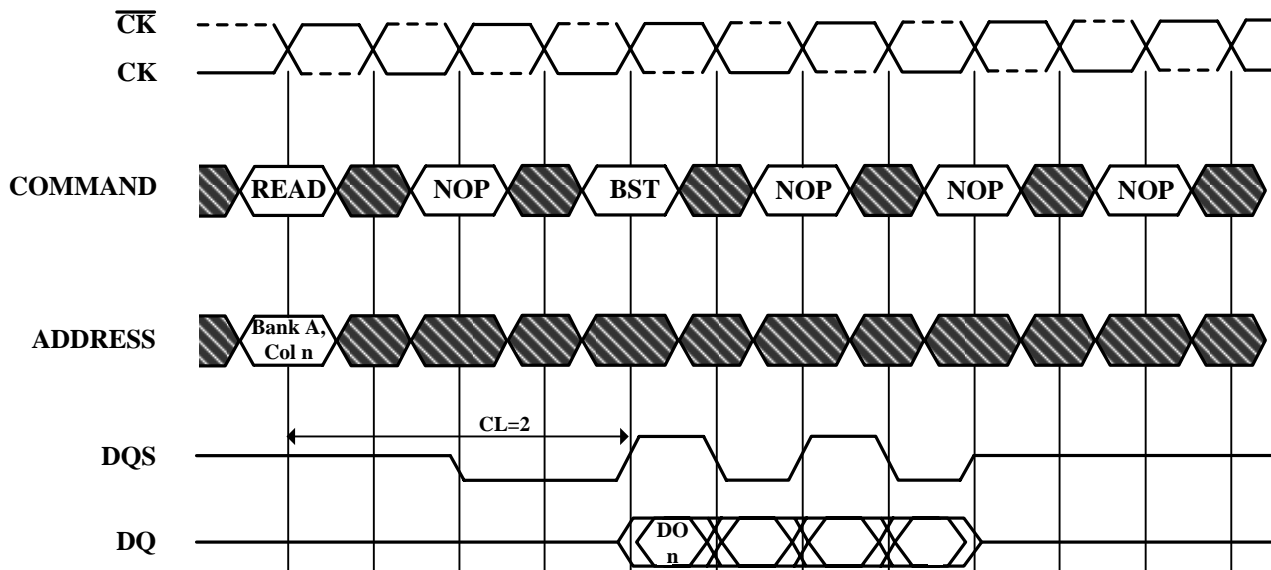 CK
CK
COMMAND READ NOP BST NOP NOP NOP
ADDRESS Bank A,
Col n
CL=2
DQS
DQ DO
n